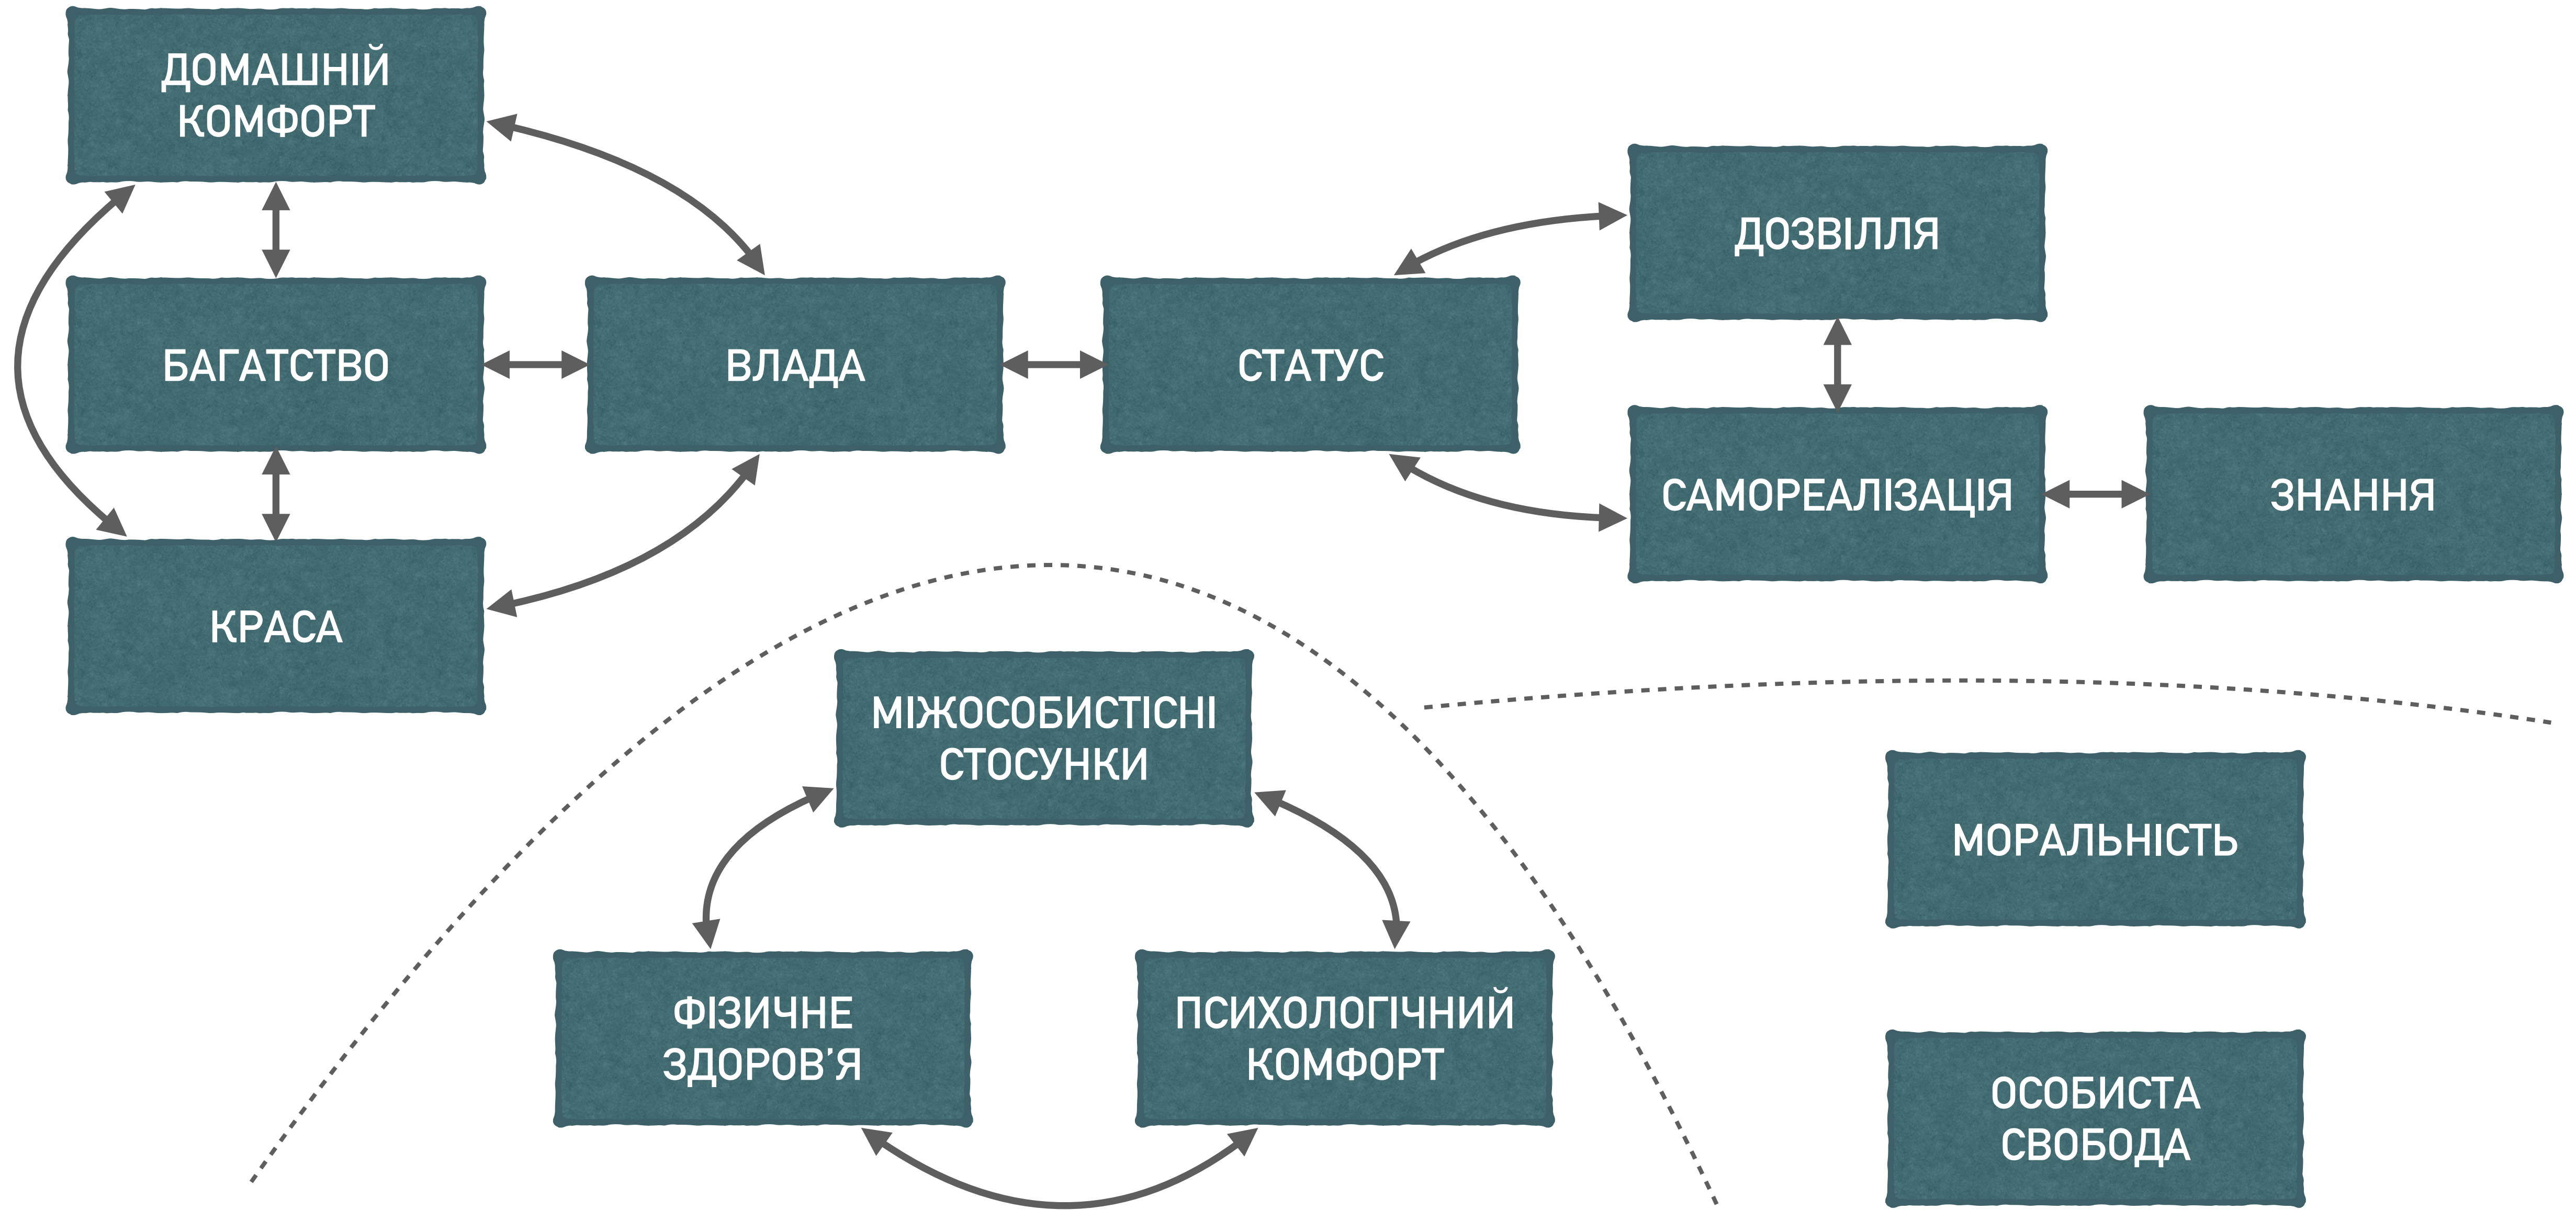 ДОМАШНІЙ
КОМФОРТ
БАГАТСТВО
КРАСА
ВЛАДА
СТАТУС
ДОЗВІЛЛЯ
САМОРЕАЛІЗАЦІЯ
ЗНАННЯ
МІЖОСОБИСТІСНІ
СТОСУНКИ
ФІЗИЧНЕ
ЗДОРОВ’Я
ПСИХОЛОГІЧНИЙ
КОМФОРТ
МОРАЛЬНІСТЬ
ОСОБИСТА
СВОБОДА